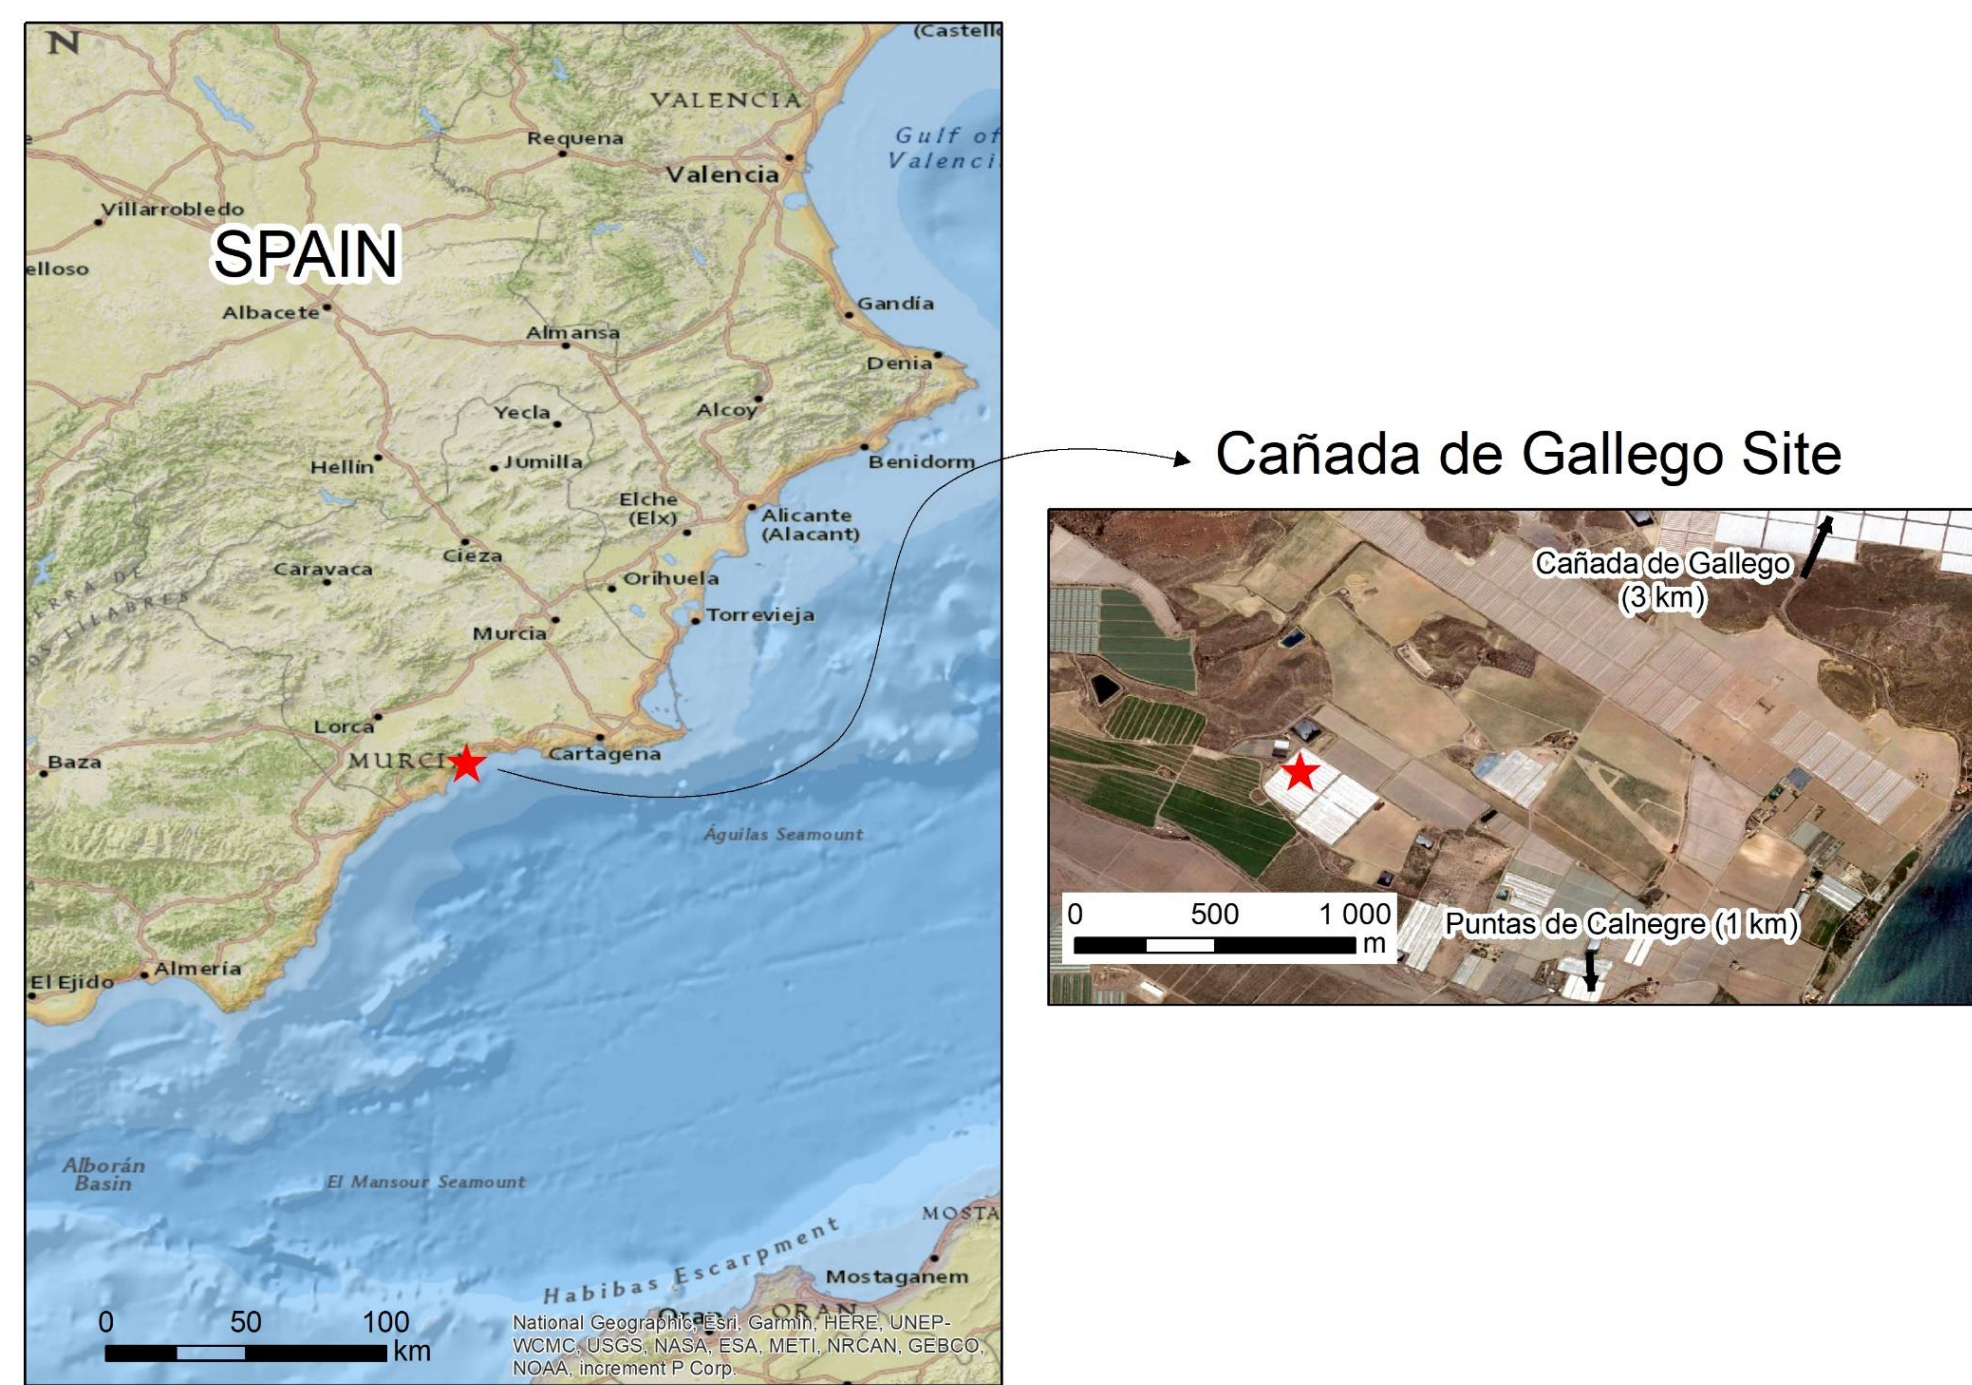 N
(Castell
VALENCIA
Requena
Gulf of
Valenci
Valencia
Villarrobledo
SPAIN
elloso
Albacete
Gandía
Almansa
Denia
Yecla
Alcoy
Hellín
Jumilla
Benidorm
Elche
(Elx)
Alicante
(Alacant)
Cieza
Caravaca
Orihuela
Torrevieja
Murcia
Lorca
MURCI
Cartagena
Baza
Águilas Seamount
Almería
El Ejido
Alborán
Basin
El Mansour Seamount
MOSTA
Habibas Escarpment
Mostaganem
Oran
ORAN
0 50 100
km
National Geographic, Esri, Garmin, HERE, UNEP-
WCMC, USGS, NASA, ESA, METI, NRCAN, GEBCO,
NOAA, increment P Corp.
Cañada de Gallego Site
Cañada de Gallego
(3 km)
0 500 1 000
m
Puntas de Calnegre (1 km)